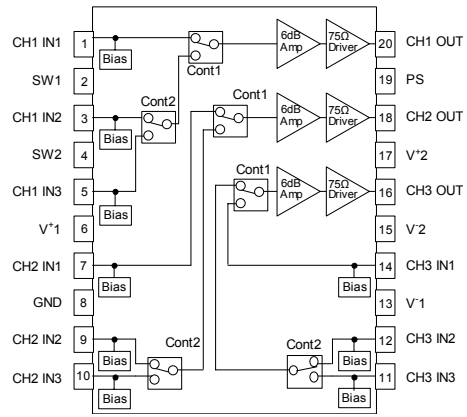 CH1 IN1 1 Bias Cont1 6dB Amp 75Ω Driver 20 CH1 OUT
SW1 2 19 PS
CH1 IN2 3 Bias Cont2 Cont1 6dB Amp 75Ω Driver 18 CH2 OUT
SW2 4 17 V+2
CH1 IN3 5 Bias Cont1 6dB Amp 75Ω Driver 16 CH3 OUT
V+1 6 15 V-2
CH2 IN1 7 Bias 14 CH3 IN1 Bias
GND 8 13 V-1
CH2 IN2 9 Bias Cont2 Cont2 12 CH3 IN2 Bias
CH2 IN3 10 Bias 11 CH3 IN3 Bias